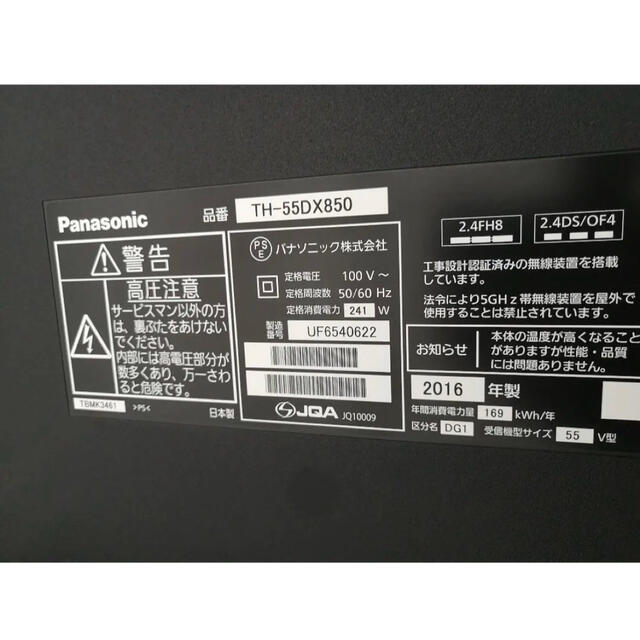 Panasonic
品番 TH-55DX850
警告
高圧注意
サービスマン以外の方は、裏ぶたをあけないでください。
内部には高電圧部分が数多くあり、万一さわると危険です。
TBMK3461 >PS< 日本製
PSE パナソニック株式会社
定格電圧 100 V ~
定格周波数 50/60 Hz
定格消費電力 241 W
製造番号 UF6540622
JQA JQ10009
2.4FH8
2.4DS/OF4
工事設計認証済みの無線装置を搭載しています。
法令により5GHz帯無線装置を屋外で使用することは禁止
お知らせ
本体の温度が高くなることがありますが性能・品質には問題ありません。
2016 年製
年間消費電力量 169 kWh/年
区分名 DG1 受信機型サイズ 55 V型